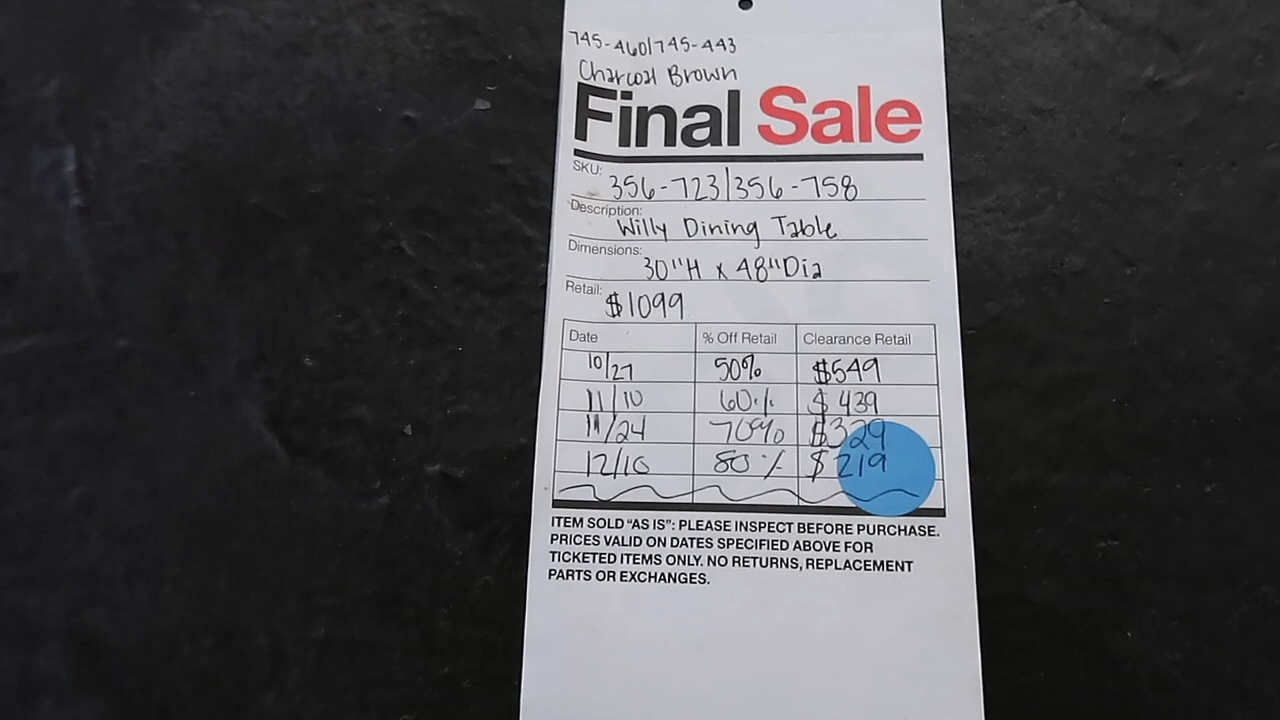 745-460/745-443
Charcoal Brown
Final Sale
SKU: 356-723/356-758
Description: Willy Dining Table
Dimensions: 30"H x 48"Dia
Retail: $1099
Date % Off Retail Clearance Retail
10/27 50% $549
11/10 60% $439
11/24 70% $329
12/10 80% $219
ITEM SOLD "AS IS": PLEASE INSPECT BEFORE PURCHASE.
PRICES VALID ON DATES SPECIFIED ABOVE FOR
TICKETED ITEMS ONLY. NO RETURNS, REPLACEMENT
PARTS OR EXCHANGES.